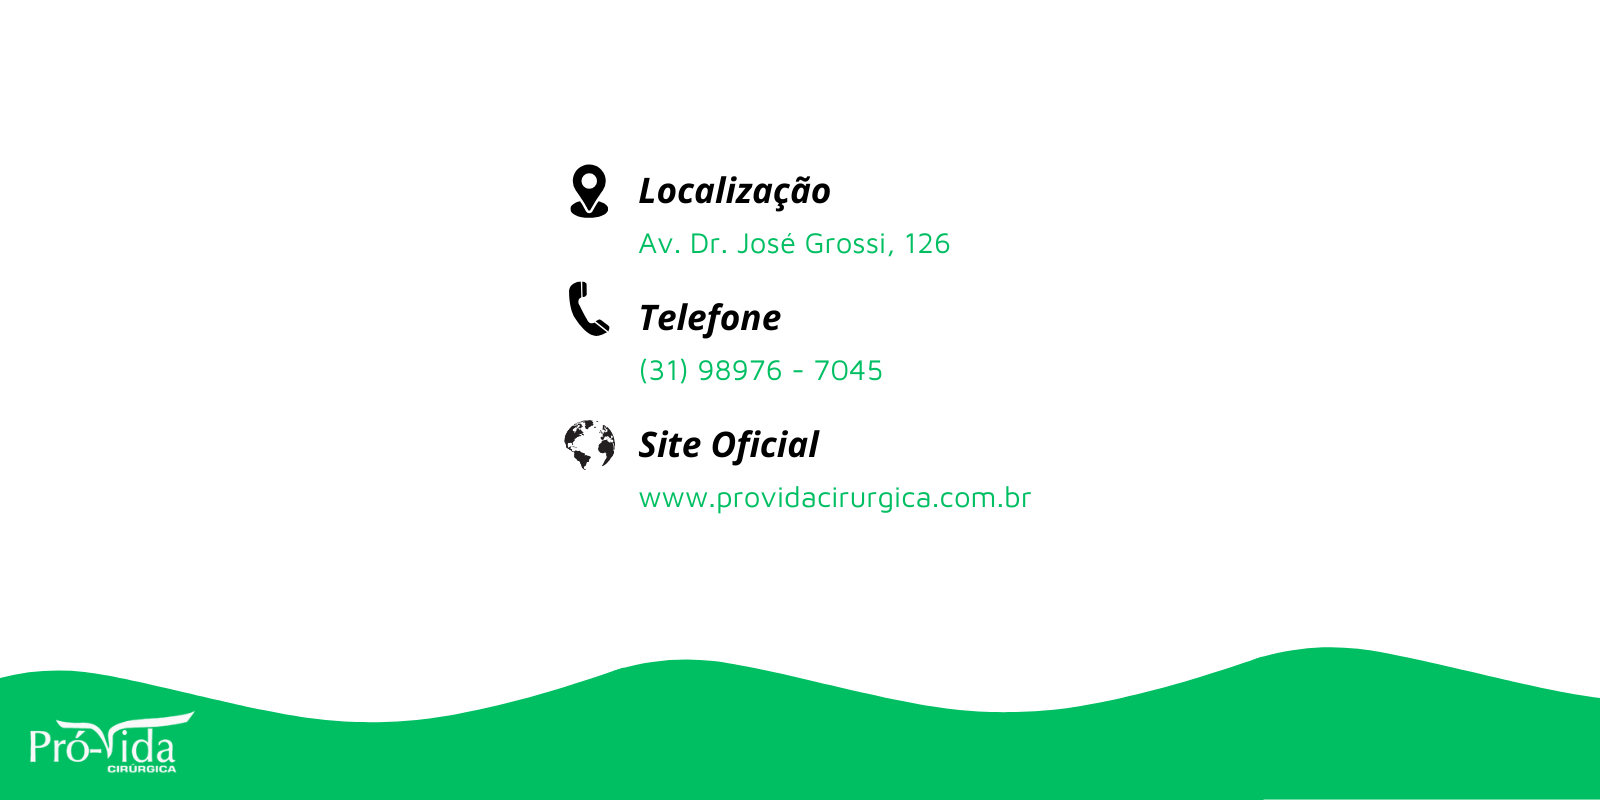 Localização
Av. Dr. José Grossi, 126
Telefone
(31) 98976 - 7045
Site Oficial
www.providacirurgica.com.br
Pró-Vida
CIRÚRGICA